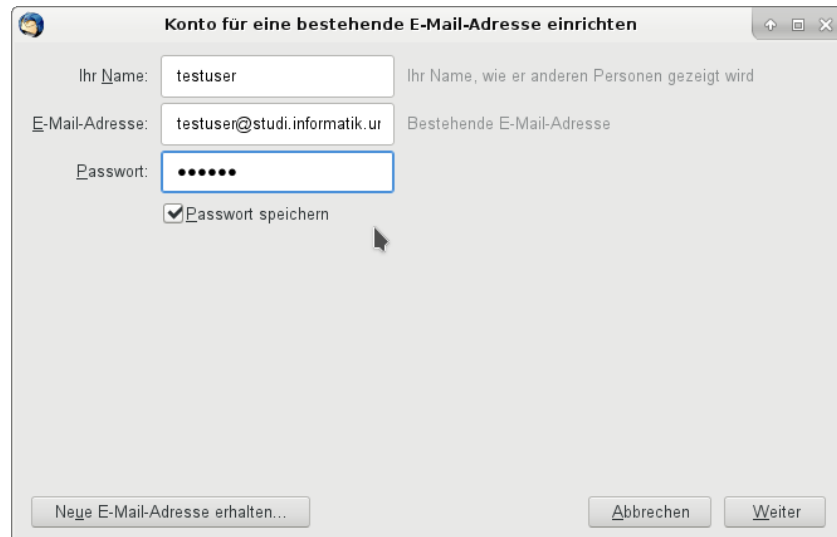 Konto für eine bestehende E-Mail-Adresse einrichten
Ihr Name: testuser Ihr Name, wie er anderen Personen gezeigt wird
E-Mail-Adresse: testuser@studi.informatik.ur Bestehende E-Mail-Adresse
Passwort: ●●●●●●
Passwort speichern
Neue E-Mail-Adresse erhalten... Abbrechen Weiter